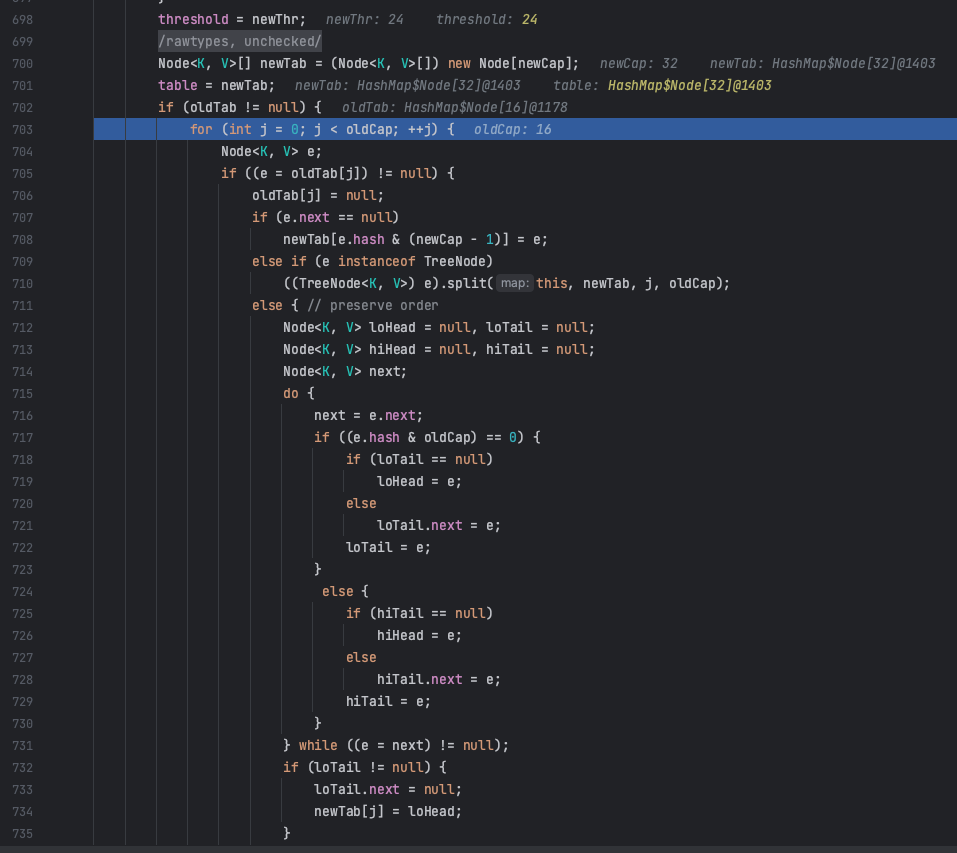 698 threshold = newThr; newThr: 24 threshold: 24
699 /rawtypes, unchecked/
700 Node<K, V>[] newTab = (Node<K, V>[]) new Node[newCap]; newCap: 32 newTab: HashMap$Node[32]@1403
701 table = newTab; newTab: HashMap$Node[32]@1403 table: HashMap$Node[32]@1403
702 if (oldTab != null) { oldTab: HashMap$Node[16]@1178
703 for (int j = 0; j < oldCap; ++j) { oldCap: 16
704 Node<K, V> e;
705 if ((e = oldTab[j]) != null) {
706 oldTab[j] = null;
707 if (e.next == null)
708 newTab[e.hash & (newCap - 1)] = e;
709 else if (e instanceof TreeNode)
710 ((TreeNode<K, V>) e).split( map: this, newTab, j, oldCap);
711 else { // preserve order
712 Node<K, V> loHead = null, loTail = null;
713 Node<K, V> hiHead = null, hiTail = null;
714 Node<K, V> next;
715 do {
716 next = e.next;
717 if ((e.hash & oldCap) == 0) {
718 if (loTail == null)
719 loHead = e;
720 else
721 loTail.next = e;
722 loTail = e;
723 }
724 else {
725 if (hiTail == null)
726 hiHead = e;
727 else
728 hiTail.next = e;
729 hiTail = e;
730 }
731 } while ((e = next) != null);
732 if (loTail != null) {
733 loTail.next = null;
734 newTab[j] = loHead;
735 }